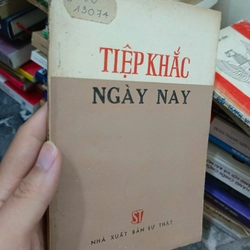 13074
TIỆP KHẮC
NGÀY NAY
ST
NHÀ XUẤT BẢN SỰ THẬT